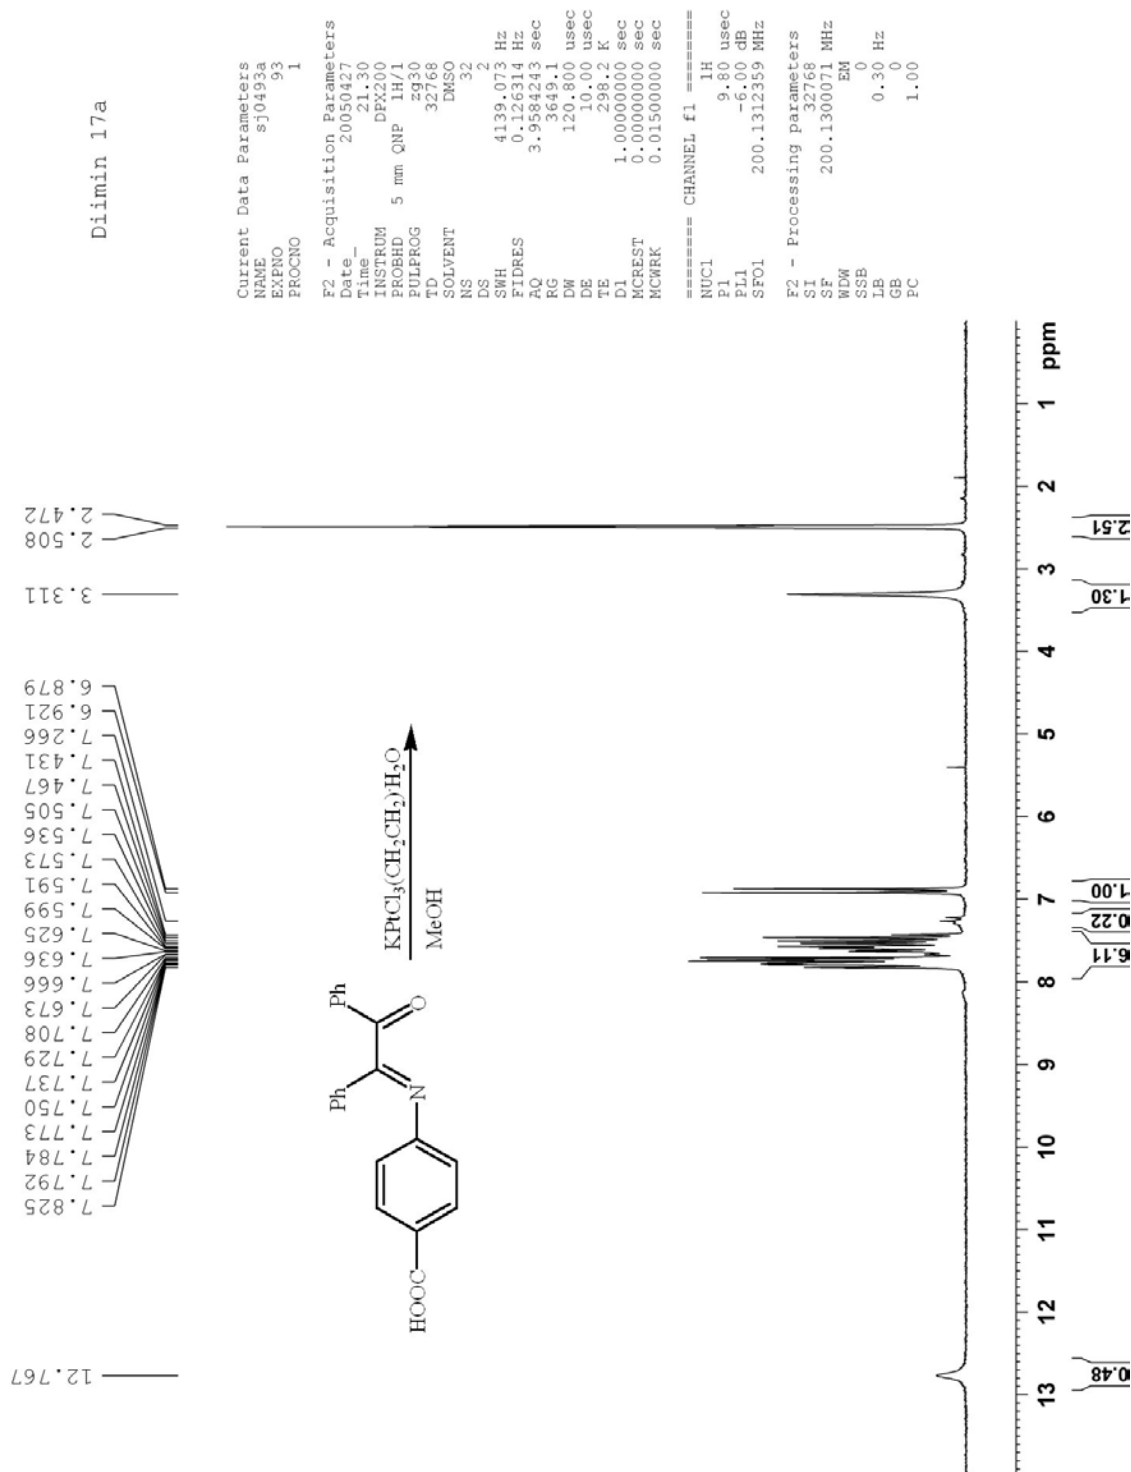 Diimin 17a
Current Data Parameters
NAME sj0493a
EXPNO 93
PROCNO 1
F2 - Acquisition Parameters
Date_ 20050427
Time 21.30
INSTRUM DPX200
PROBHD 5 mm QNP 1H/1
PULPROG zg30
TD 32768
SOLVENT DMSO
NS 32
DS 2
SWH 4139.073 Hz
FIDRES 0.126314 Hz
AQ 3.9584243 sec
RG 3649.1
DW 120.800 usec
DE 10.00 usec
TE 298.2 K
D1 1.00000000 sec
MCREST 0.00000000 sec
MCWRK 0.01500000 sec
======== CHANNEL f1 ========
NUC1 1H
P1 9.80 usec
PL1 -6.00 dB
SFO1 200.1312359 MHz
F2 - Processing parameters
SI 32768
SF 200.1300071 MHz
WDW EM
SSB 0
LB 0.30 Hz
GB 0
PC 1.00
12.767
7.825
7.792
7.784
7.773
7.750
7.737
7.729
7.708
7.673
7.666
7.636
7.625
7.599
7.591
7.573
7.536
7.505
7.467
7.431
7.266
6.921
6.879
3.311
2.508
2.472
HOOC
N
Ph
Ph
O
KPtCl₃(CH₂CH₂)·H₂O
MeOH
13 12 11 10 9 8 7 6 5 4 3 2 1 ppm
0.48
6.11
0.22
1.00
1.30
2.51